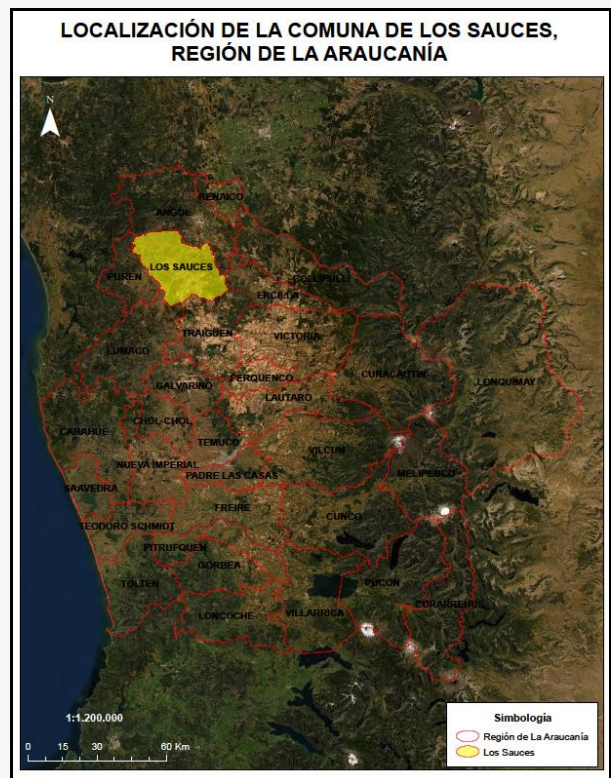 LOCALIZACIÓN DE LA COMUNA DE LOS SAUCES,
REGIÓN DE LA ARAUCANÍA
N
RENAICO
ANGOL
LOS SAUCES
PUREN
COLLIPULLI
ERCILLA
TRAIGUEN
VICTORIA
LUMACO
PERQUENCO
CURACAUTIN
LONQUIMAY
GALVARINO
LAUTARO
CHOL-CHOL
CARAHUE
TEMUCO
VILCUN
NUEVA IMPERIAL
PADRE LAS CASAS
MELIPEUCO
SAAVEDRA
FREIRE
CUNCO
TEODORO SCHMIDT
PITRUFQUEN
GORBEA
TOLTEN
PUCON
CURARREHUE
LONCOCHE
VILLARRICA
1:1.200.000
0 15 30 60 Km
Simbología
Región de La Araucanía
Los Sauces